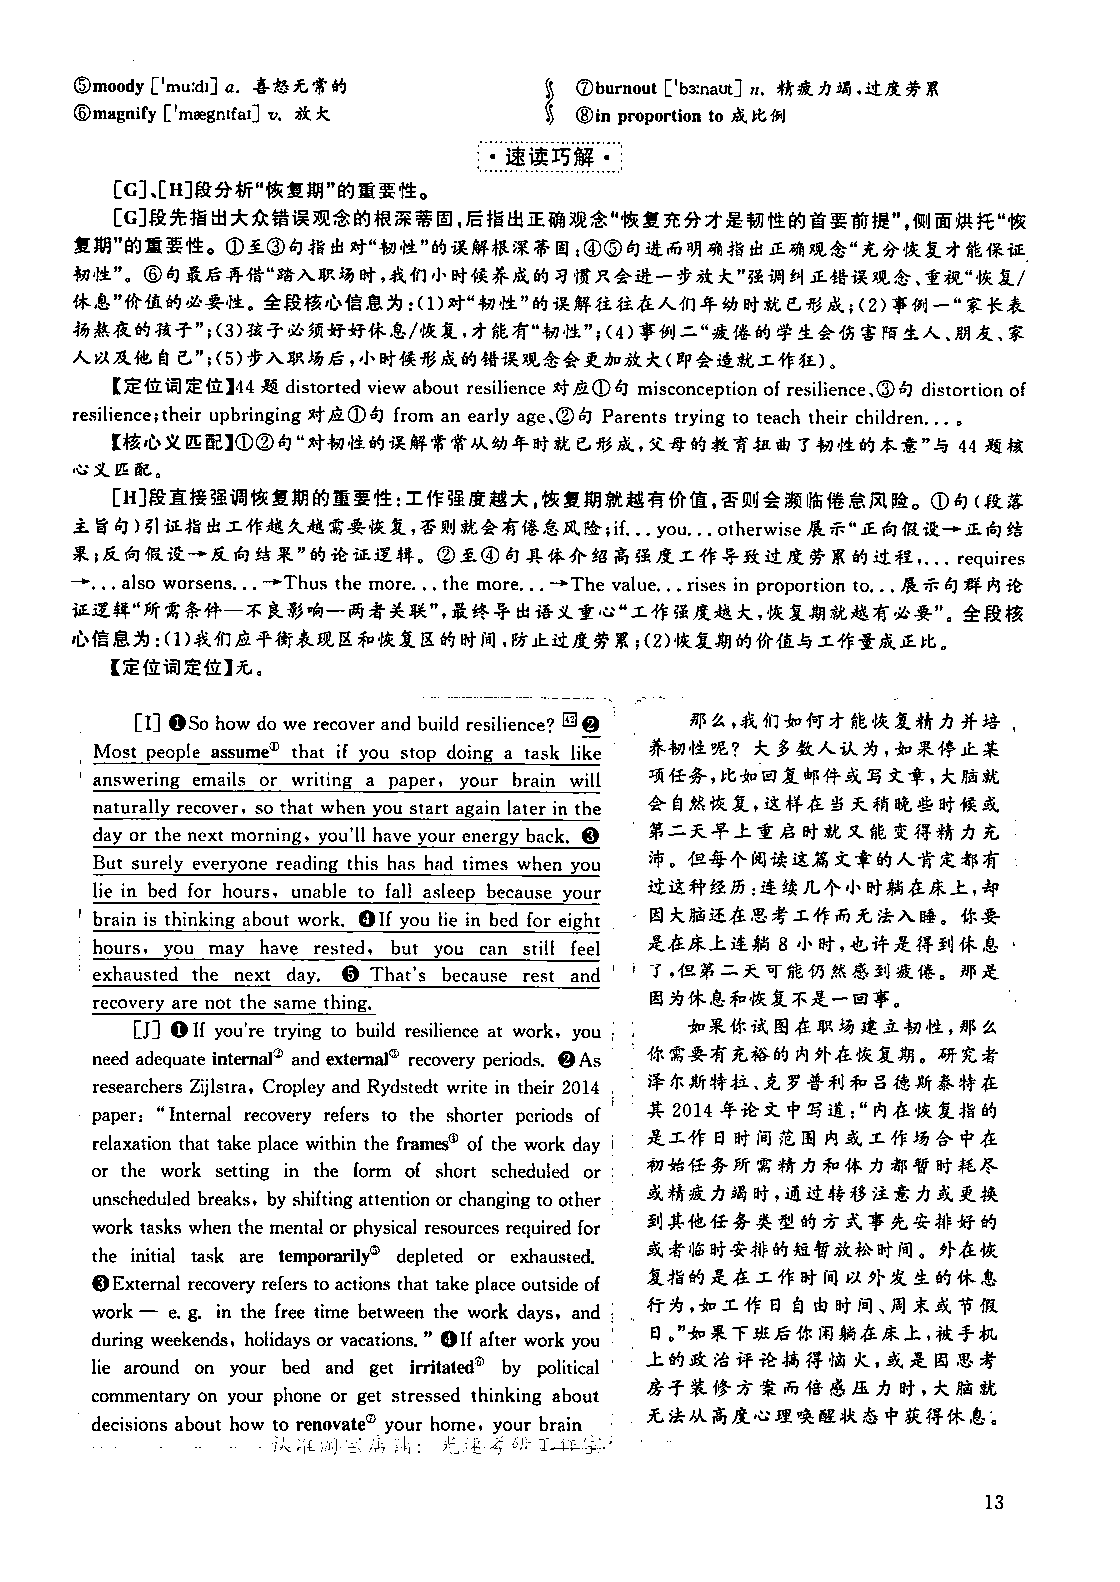 ⑤moody [ˈmuːdɪ] a. 喜怒无常的
⑥magnify [ˈmæɡnɪfaɪ] v. 放大
⑦burnout [ˈbɜːnaʊt] n. 精疲力竭,过度劳累
⑧in proportion to 成比例
·速读巧解·
[G]、[H]段分析“恢复期”的重要性。
[G]段先指出大众错误观念的根深蒂固,后指出正确观念“恢复充分才是韧性的首要前提”,侧面烘托“恢
复期”的重要性。①至③句指出对“韧性”的误解根深蒂固;④⑤句进而明确指出正确观念“充分恢复才能保证
韧性”。⑥句最后再借“踏入职场时,我们小时候养成的习惯只会进一步放大”强调纠正错误观念、重视“恢复/
休息”价值的必要性。全段核心信息为:(1)对“韧性”的误解往往在人们年幼时就已形成;(2)事例一“家长表
扬熬夜的孩子”;(3)孩子必须好好休息/恢复,才能有“韧性”;(4)事例二“疲倦的学生会伤害陌生人、朋友、家
人以及他自己”;(5)步入职场后,小时候形成的错误观念会更加放大(即会造就工作狂)。
【定位词定位】44 题 distorted view about resilience 对应①句 misconception of resilience、③句 distortion of
resilience;their upbringing 对应①句 from an early age、②句 Parents trying to teach their children...。
【核心义匹配】①②句“对韧性的误解常常从幼年时就已形成,父母的教育扭曲了韧性的本意”与 44 题核
心义匹配。
[H]段直接强调恢复期的重要性:工作强度越大,恢复期就越有价值,否则会濒临倦怠风险。①句(段落
主旨句)引证指出工作越久越需要恢复,否则就会有倦怠风险;if... you... otherwise 展示“正向假设→正向结
果;反向假设→反向结果”的论证逻辑。②至④句具体介绍高强度工作导致过度劳累的过程,... requires
→... also worsens... →Thus the more... the more... →The value... rises in proportion to... 展示句群内论
证逻辑“所需条件—不良影响—两者关联”,最终导出语义重心“工作强度越大,恢复期就越有必要”。全段核
心信息为:(1)我们应平衡表现区和恢复区的时间,防止过度劳累;(2)恢复期的价值与工作量成正比。
【定位词定位】无。
[I] ❶So how do we recover and build resilience? 42 ❷
Most people assume① that if you stop doing a task like
answering emails or writing a paper, your brain will
naturally recover, so that when you start again later in the
day or the next morning, you'll have your energy back. ❸
But surely everyone reading this has had times when you
lie in bed for hours, unable to fall asleep because your
brain is thinking about work. ❹If you lie in bed for eight
hours, you may have rested, but you can still feel
exhausted the next day. ❺ That's because rest and
recovery are not the same thing.
[J] ❶If you're trying to build resilience at work, you
need adequate internal② and external③ recovery periods. ❷As
researchers Zijlstra, Cropley and Rydstedt write in their 2014
paper: “Internal recovery refers to the shorter periods of
relaxation that take place within the frames④ of the work day
or the work setting in the form of short scheduled or
unscheduled breaks, by shifting attention or changing to other
work tasks when the mental or physical resources required for
the initial task are temporarily⑤ depleted or exhausted.
❸External recovery refers to actions that take place outside of
work — e. g. in the free time between the work days, and
during weekends, holidays or vacations.” ❹If after work you
lie around on your bed and get irritated⑥ by political
commentary on your phone or get stressed thinking about
decisions about how to renovate⑦ your home, your brain
那么,我们如何才能恢复精力并培
养韧性呢? 大多数人认为,如果停止某
项任务,比如回复邮件或写文章,大脑就
会自然恢复,这样在当天稍晚些时候或
第二天早上重启时就又能变得精力充
沛。但每个阅读这篇文章的人肯定都有
过这种经历:连续几个小时躺在床上,却
因大脑还在思考工作而无法入睡。你要
是在床上连躺 8 小时,也许是得到休息
了,但第二天可能仍然感到疲倦。那是
因为休息和恢复不是一回事。
如果你试图在职场建立韧性,那么
你需要有充裕的内外在恢复期。研究者
泽尔斯特拉、克罗普利和吕德斯泰特在
其 2014 年论文中写道:“内在恢复指的
是工作日时间范围内或工作场合中在
初始任务所需精力和体力都暂时耗尽
或精疲力竭时,通过转移注意力或更换
到其他任务类型的方式事先安排好的
或者临时安排的短暂放松时间。外在恢
复指的是在工作时间以外发生的休息
行为,如工作日自由时间、周末或节假
日。”如果下班后你闲躺在床上,被手机
上的政治评论搞得恼火,或是因思考
房子装修方案而倍感压力时,大脑就
无法从高度心理唤醒状态中获得休息。
13